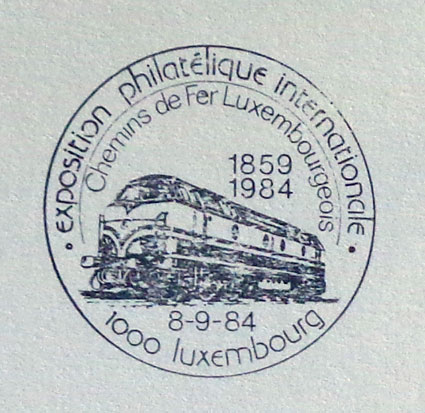 • exposition philatélique internationale •
Chemins de Fer Luxembourgeois
1859
1984
8-9-84
1000 luxembourg